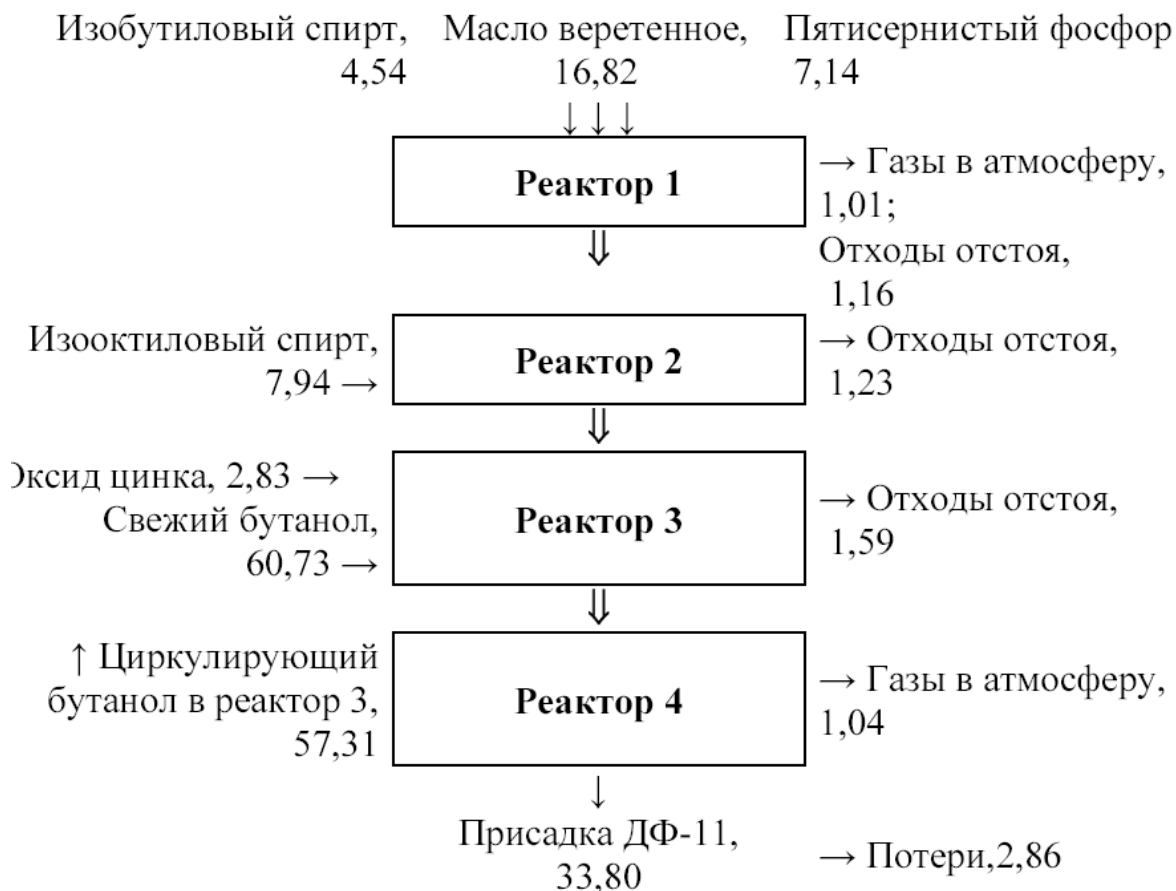 Изобутиловый спирт, Масло веретенное, Пятисернистый фосфор
4,54 16,82 7,14
↓ ↓ ↓
Реактор 1
→ Газы в атмосферу,
1,01;
⇓
Отходы отстоя,
1,16
Изооктиловый спирт,
7,94 →
Реактор 2
→ Отходы отстоя,
1,23
⇓
Оксид цинка, 2,83 →
Свежий бутанол,
60,73 →
Реактор 3
→ Отходы отстоя,
1,59
⇓
↑ Циркулирующий
бутанол в реактор 3,
57,31
Реактор 4
→ Газы в атмосферу,
1,04
↓
Присадка ДФ-11,
33,80
→ Потери,2,86